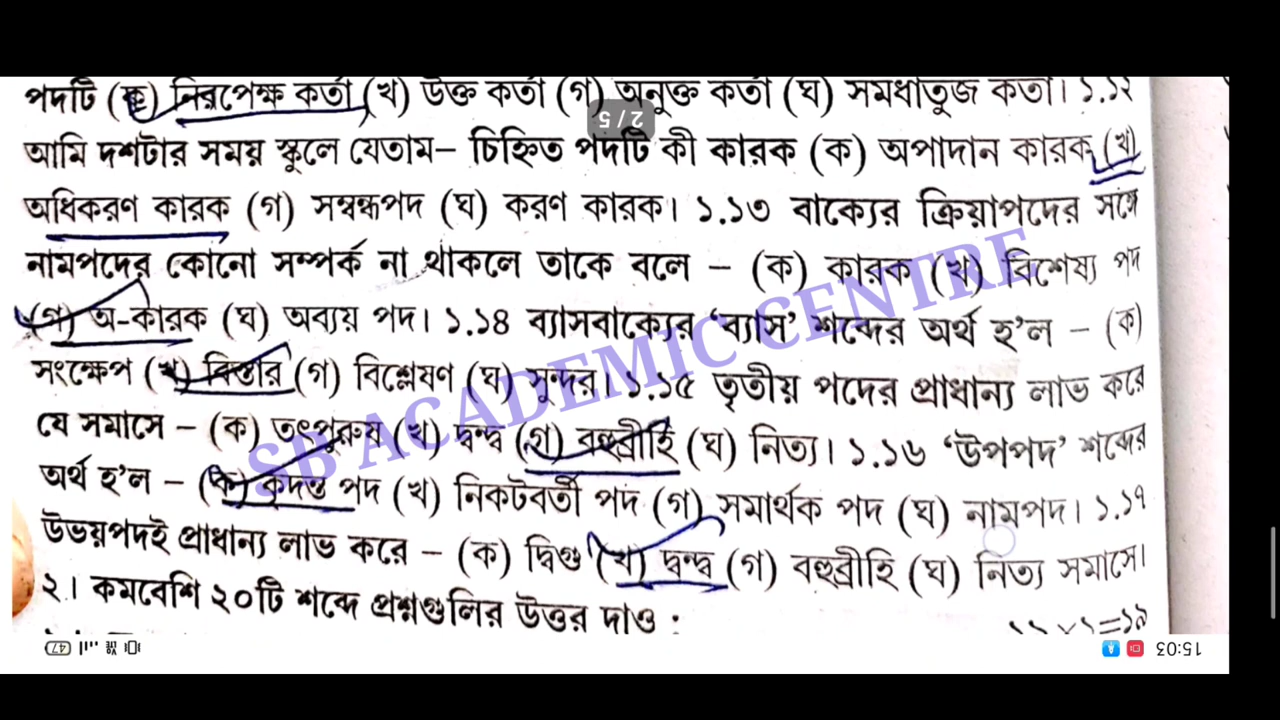 পদটি (ক) নিরপেক্ষ কর্তা (খ) উক্ত কর্তা (গ) অনুক্ত কর্তা (ঘ) সমধাতুজ কর্তা। ১.১২
2/5
আমি দশটার সময় স্কুলে যেতাম– চিহ্নিত পদটি কী কারক (ক) অপাদান কারক (খ)
অধিকরণ কারক (গ) সম্বন্ধপদ (ঘ) করণ কারক। ১.১৩ বাক্যের ক্রিয়াপদের সঙ্গে
নামপদের কোনো সম্পর্ক না থাকলে তাকে বলে – (ক) কারক (খ) বিশেষ্য পদ
(গ) অ-কারক (ঘ) অব্যয় পদ। ১.১৪ ব্যাসবাক্যের ‘ব্যাস’ শব্দের অর্থ হ’ল – (ক)
সংক্ষেপ (খ) বিস্তার (গ) বিশ্লেষণ (ঘ) সুন্দর। ১.১৫ তৃতীয় পদের প্রাধান্য লাভ করে
যে সমাসে – (ক) তৎপুরুষ (খ) দ্বন্দ্ব (গ) বহুব্রীহি (ঘ) নিত্য। ১.১৬ ‘উপপদ’ শব্দের
অর্থ হ’ল – (ক) কৃদন্ত পদ (খ) নিকটবর্তী পদ (গ) সমার্থক পদ (ঘ) নামপদ। ১.১৭
উভয়পদই প্রাধান্য লাভ করে – (ক) দ্বিগু (খ) দ্বন্দ্ব (গ) বহুব্রীহি (ঘ) নিত্য সমাসে।
২। কমবেশি ২০টি শব্দে প্রশ্নগুলির উত্তর দাও :
SB ACADEMIC CENTRE
47
15:03